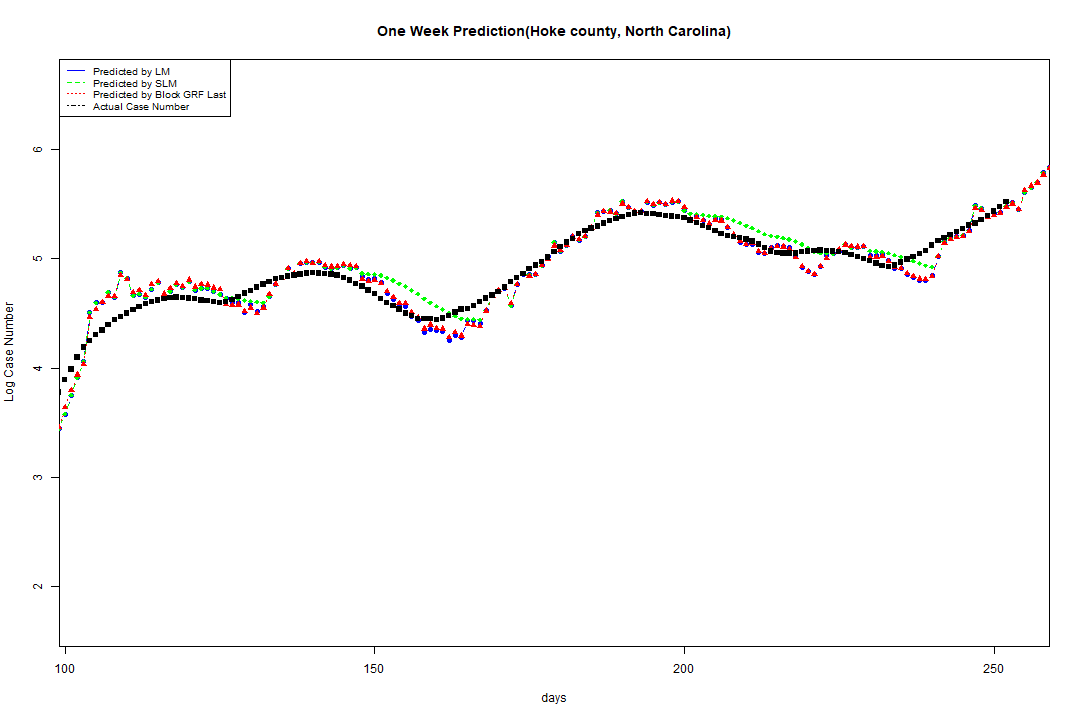 One Week Prediction(Hoke county, North Carolina)
Predicted by LM
Predicted by SLM
Predicted by Block GRF Last
Actual Case Number
6
5
4
3
2
Log Case Number
100 150 200 250
days